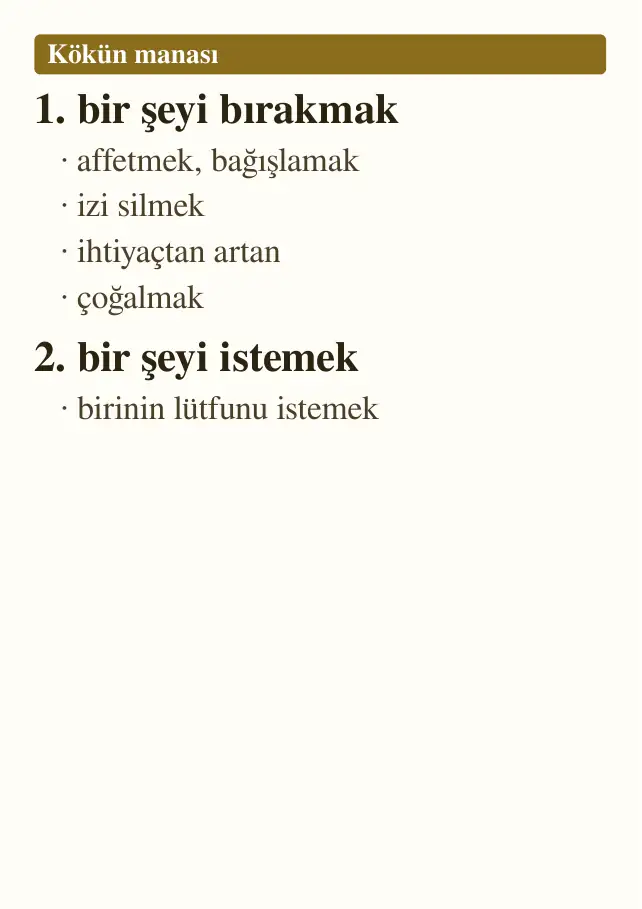 Kökün manası
1. bir şeyi bırakmak
· affetmek, bağışlamak
· izi silmek
· ihtiyaçtan artan
· çoğalmak
2. bir şeyi istemek
· birinin lütfunu istemek